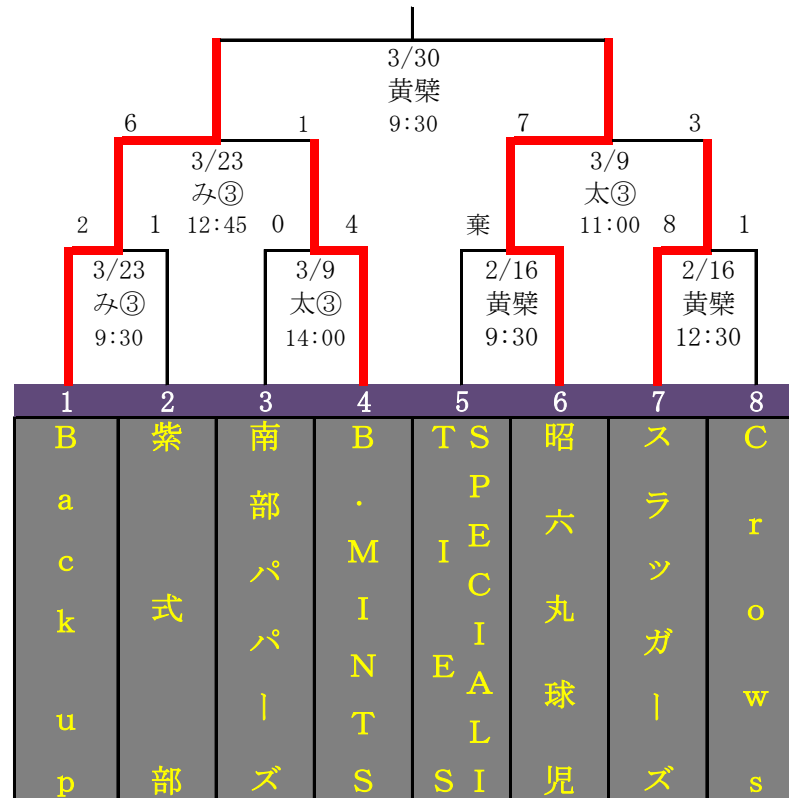 3/30
黄檗
9:30
6
1
7
3
3/23
み③
12:45
3/9
太③
11:00
2
1
0
4
棄
8
1
3/23
み③
9:30
3/9
太③
14:00
2/16
黄檗
9:30
2/16
黄檗
12:30
1
2
3
4
5
6
7
8
Back up
紫式部
南部パパーズ
B.MINTS
SPECIALI
TIES
昭六丸球児
スラッガーズ
Crows